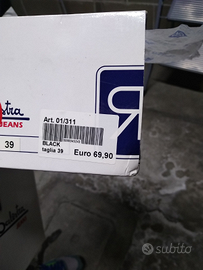 JEANS
39
Art. 01/311
BLACK
taglia 39
Euro 69,90
subito